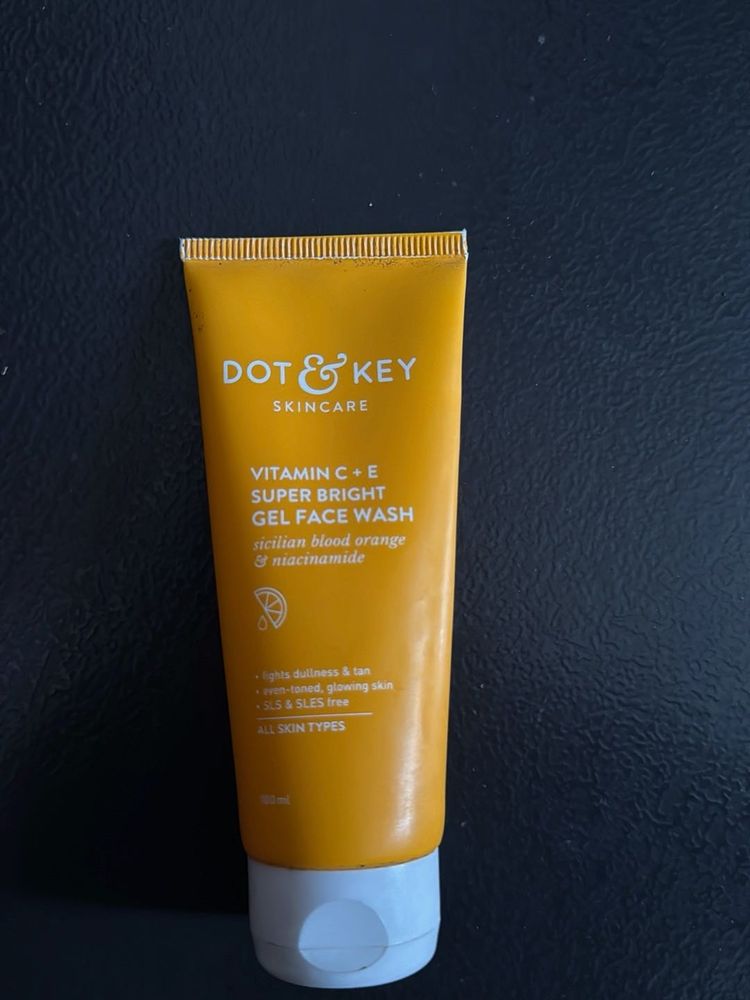 DOT & KEY
SKINCARE
VITAMIN C + E
SUPER BRIGHT
GEL FACE WASH
sicilian blood orange
& niacinamide
• fights dullness & tan
• even-toned, glowing skin
• SLS & SLES free
ALL SKIN TYPES
100 ml